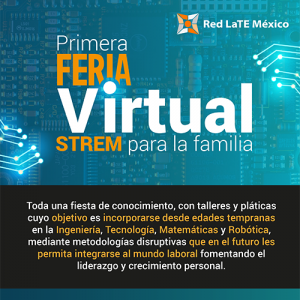 Red LaTE México
Primera
FERIA
Virtual
STREM para la familia
Toda una fiesta de conocimiento, con talleres y pláticas
cuyo objetivo es incorporarse desde edades tempranas
en la Ingeniería, Tecnología, Matemáticas y Robótica,
mediante metodologías disruptivas que en el futuro les
permita integrarse al mundo laboral fomentando el
liderazgo y crecimiento personal.